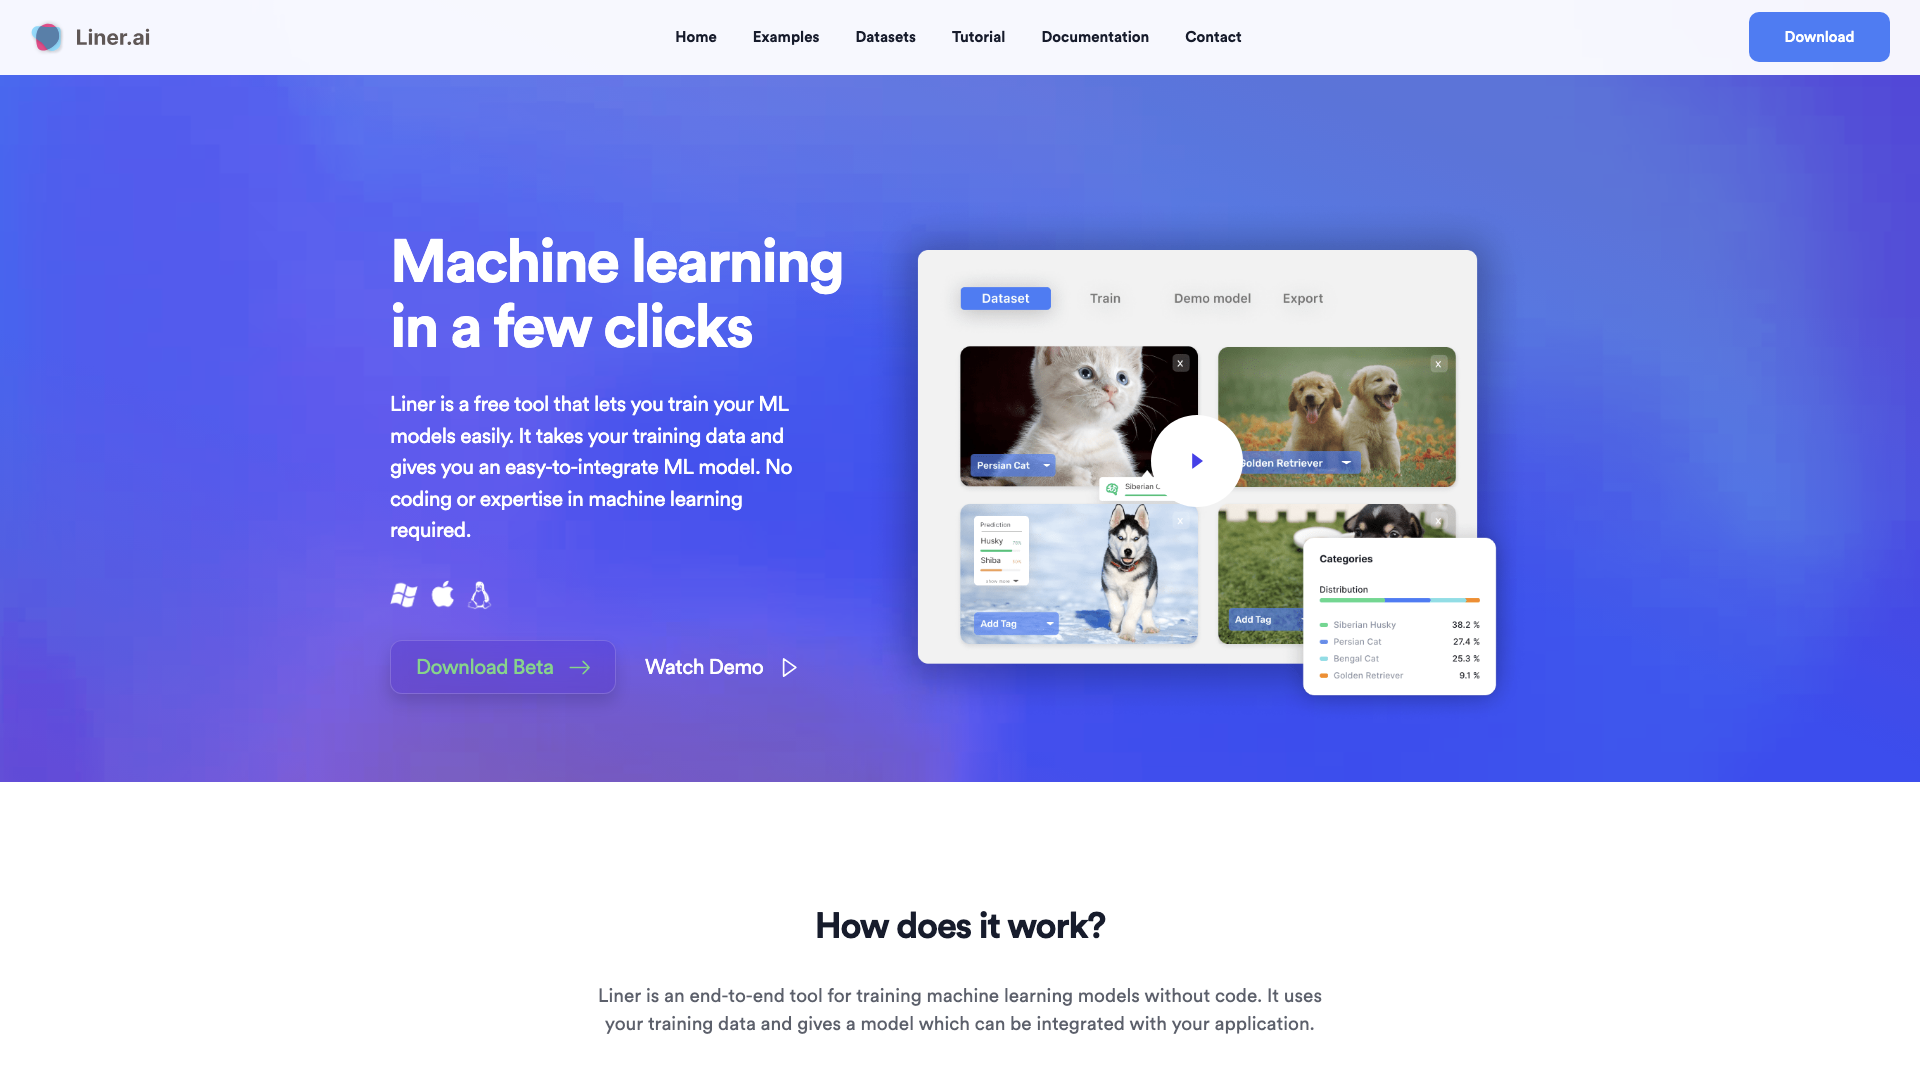 Liner.ai
Home
Examples
Datasets
Tutorial
Documentation
Contact
Download
Machine learning
in a few clicks
Liner is a free tool that lets you train your ML
models easily. It takes your training data and
gives you an easy-to-integrate ML model. No
coding or expertise in machine learning
required.
Download Beta
Watch Demo
Dataset
Train
Demo model
Export
x
x
Persian Cat
Golden Retriever
Siberian C
x
x
Prediction
Husky
Shiba
show more
Add Tag
Add Tag
Categories
Distribution
Siberian Husky 38.2 %
Persian Cat 27.4 %
Bengal Cat 25.3 %
Golden Retriever 9.1 %
How does it work?
Liner is an end-to-end tool for training machine learning models without code. It uses
your training data and gives a model which can be integrated with your application.